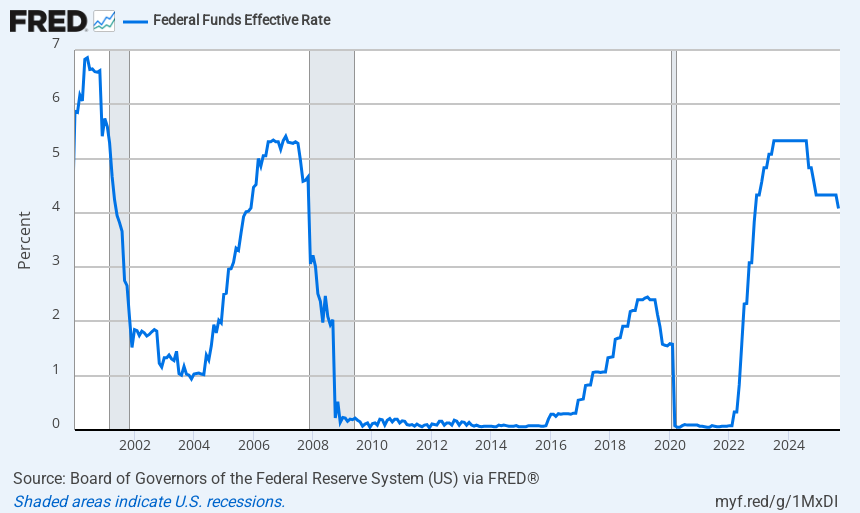 FRED Federal Funds Effective Rate
7
6
5
4
3
2
1
0
Percent
2002 2004 2006 2008 2010 2012 2014 2016 2018 2020 2022 2024
Source: Board of Governors of the Federal Reserve System (US) via FRED®
Shaded areas indicate U.S. recessions. myf.red/g/1MxDI